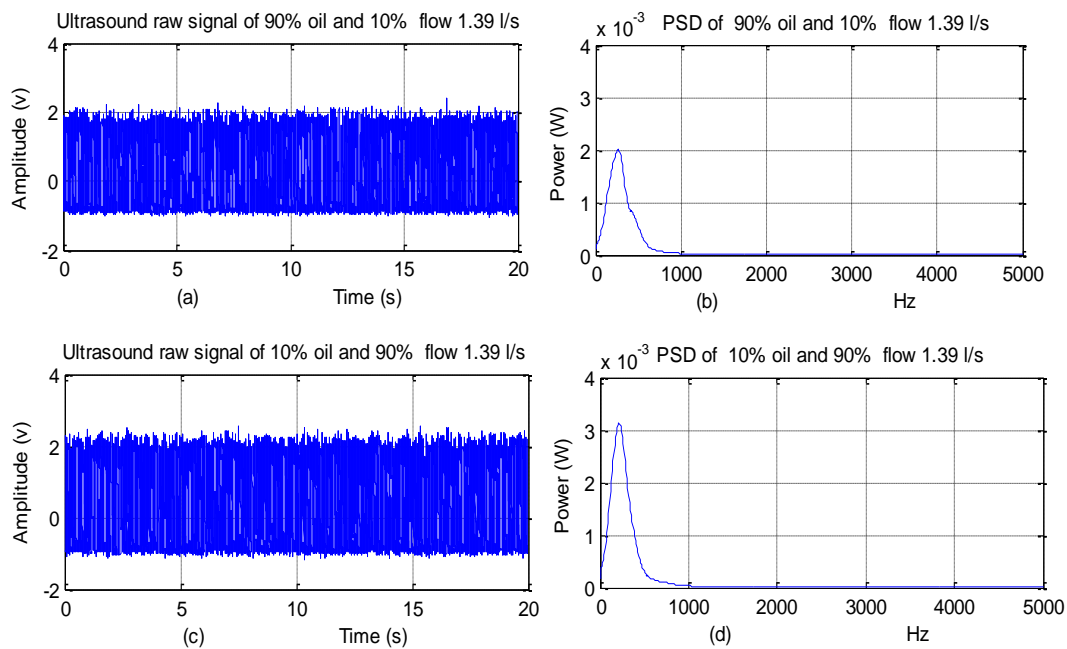 Ultrasound raw signal of 90% oil and 10% flow 1.39 l/s
4
2
0
-2
Amplitude (v)
0 5 10 15 20
(a) Time (s)
x 10-3 PSD of 90% oil and 10% flow 1.39 l/s
4
3
2
1
0
Power (W)
0 1000 2000 3000 4000 5000
(b) Hz
Ultrasound raw signal of 10% oil and 90% flow 1.39 l/s
4
2
0
-2
Amplitude (v)
0 5 10 15 20
(c) Time (s)
x 10-3 PSD of 10% oil and 90% flow 1.39 l/s
4
3
2
1
0
Power (W)
0 1000 2000 3000 4000 5000
(d) Hz